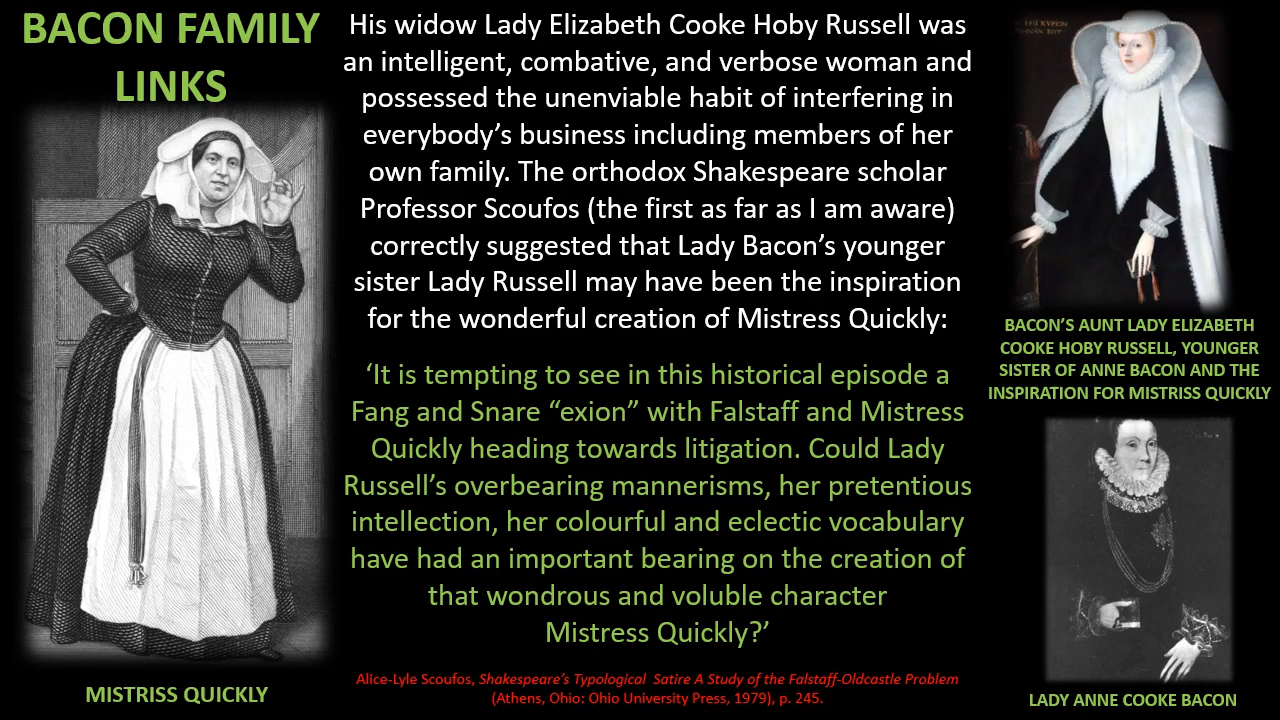 BACON FAMILY
LINKS
MISTRISS QUICKLY
His widow Lady Elizabeth Cooke Hoby Russell was
an intelligent, combative, and verbose woman and
possessed the unenviable habit of interfering in
everybody’s business including members of her
own family. The orthodox Shakespeare scholar
Professor Scoufos (the first as far as I am aware)
correctly suggested that Lady Bacon’s younger
sister Lady Russell may have been the inspiration
for the wonderful creation of Mistress Quickly:
‘It is tempting to see in this historical episode a
Fang and Snare “exion” with Falstaff and Mistress
Quickly heading towards litigation. Could Lady
Russell’s overbearing mannerisms, her pretentious
intellection, her colourful and eclectic vocabulary
have had an important bearing on the creation of
that wondrous and voluble character
Mistress Quickly?’
Alice-Lyle Scoufos, Shakespeare’s Typological Satire A Study of the Falstaff-Oldcastle Problem
(Athens, Ohio: Ohio University Press, 1979), p. 245.
BACON’S AUNT LADY ELIZABETH
COOKE HOBY RUSSELL, YOUNGER
SISTER OF ANNE BACON AND THE
INSPIRATION FOR MISTRISS QUICKLY
LADY ANNE COOKE BACON